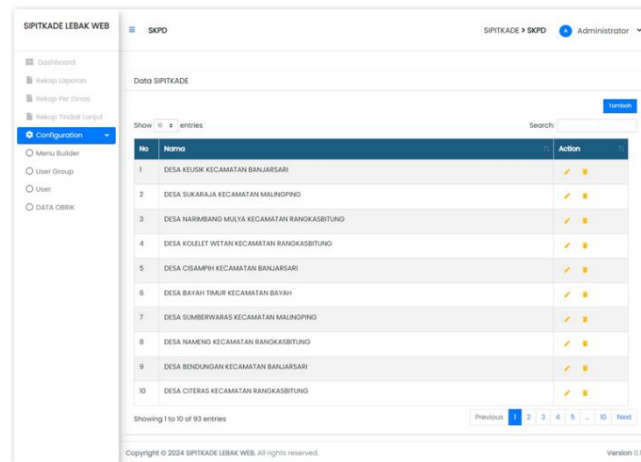 SIPITKADE LEBAK WEB
SKPD
SIPITKADE > SKPD
A
Administrator
Dashboard
Rekap Laporan
Rekap Per Dinas
Rekap Tindak Lanjut
Configuration
Menu Builder
User Group
User
DATA OBRIK
Data SIPITKADE
Tambah
Show 10 entries
Search:
No Nama Action
1 DESA KEUSIK KECAMATAN BANJARSARI
2 DESA SUKARAJA KECAMATAN MALINGPING
3 DESA NARIMBANG MULYA KECAMATAN RANGKASBITUNG
4 DESA KOLELET WETAN KECAMATAN RANGKASBITUNG
5 DESA CISAMPIH KECAMATAN BANJARSARI
6 DESA BAYAH TIMUR KECAMATAN BAYAH
7 DESA SUMBERWARAS KECAMATAN MALINGPING
8 DESA NAMENG KECAMATAN RANGKASBITUNG
9 DESA BENDUNGAN KECAMATAN BANJARSARI
10 DESA CITERAS KECAMATAN RANGKASBITUNG
Showing 1 to 10 of 93 entries
Previous 1 2 3 4 5 ... 10 Next
Copyright © 2024 SIPITKADE LEBAK WEB. All rights reserved.
Version